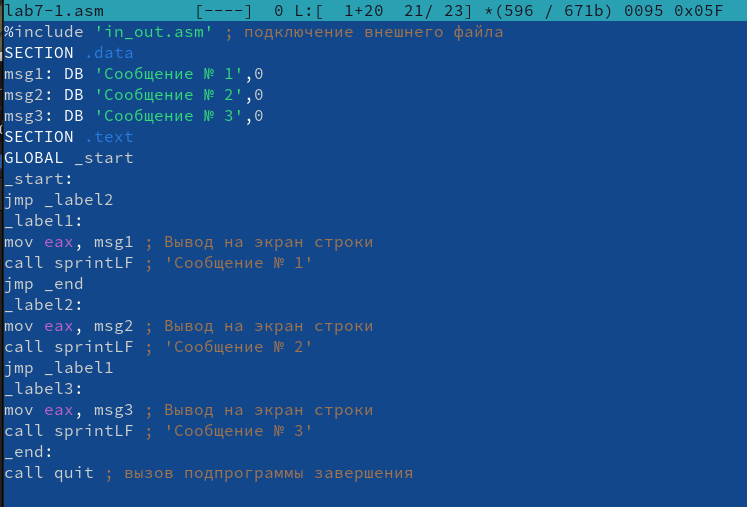 lab7-1.asm [----] 0 L:[ 1+20 21/ 23] *(596 / 671b) 0095 0x05F
%include 'in_out.asm' ; подключение внешнего файла
SECTION .data
msg1: DB 'Сообщение № 1',0
msg2: DB 'Сообщение № 2',0
msg3: DB 'Сообщение № 3',0
SECTION .text
GLOBAL _start
_start:
jmp _label2
_label1:
mov eax, msg1 ; Вывод на экран строки
call sprintLF ; 'Сообщение № 1'
jmp _end
_label2:
mov eax, msg2 ; Вывод на экран строки
call sprintLF ; 'Сообщение № 2'
jmp _label1
_label3:
mov eax, msg3 ; Вывод на экран строки
call sprintLF ; 'Сообщение № 3'
_end:
call quit ; вызов подпрограммы завершения